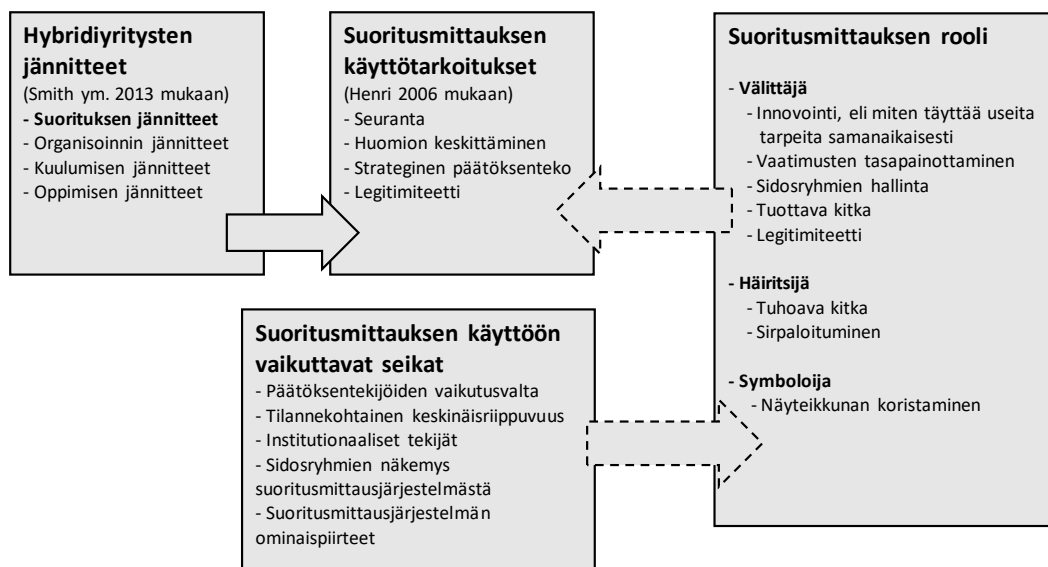 Hybridiyritysten
jännitteet
(Smith ym. 2013 mukaan)
- Suorituksen jännitteet
- Organisoinnin jännitteet
- Kuulumisen jännitteet
- Oppimisen jännitteet
Suoritusmittauksen
käyttötarkoitukset
(Henri 2006 mukaan)
- Seuranta
- Huomion keskittäminen
- Strateginen päätöksenteko
- Legitimiteetti
Suoritusmittauksen rooli
- Välittäjä
- Innovointi, eli miten täyttää useita
tarpeita samanaikaisesti
- Vaatimusten tasapainottaminen
- Sidosryhmien hallinta
- Tuottava kitka
- Legitimiteetti
- Häiritsijä
- Tuhoava kitka
- Sirpaloituminen
- Symboloija
- Näyteikkunan koristaminen
Suoritusmittauksen käyttöön
vaikuttavat seikat
- Päätöksentekijöiden vaikutusvalta
- Tilannekohtainen keskinäisriippuvuus
- Institutionaaliset tekijät
- Sidosryhmien näkemys
suoritusmittausjärjestelmästä
- Suoritusmittausjärjestelmän
ominaispiirteet